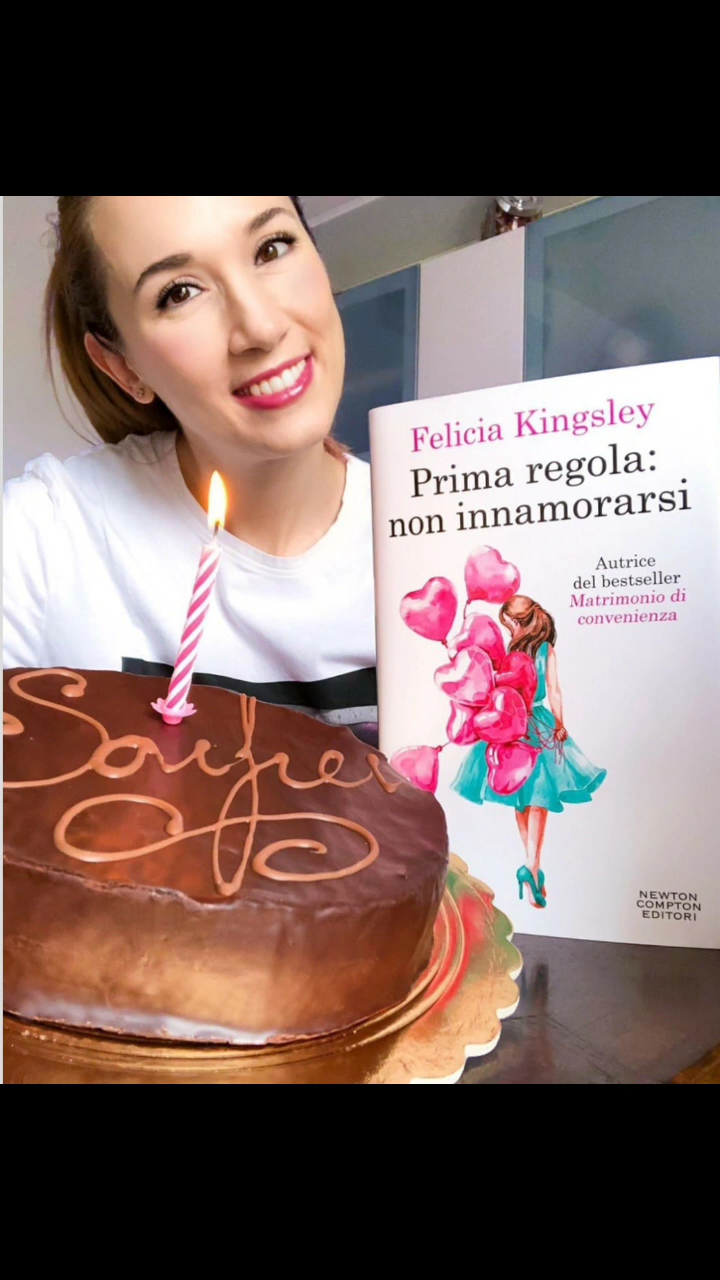 Felicia Kingsley
Prima regola:
non innamorarsi
Autrice
del bestseller
Matrimonio di
convenienza
NEWTON
COMPTON
EDITORI
Sacher